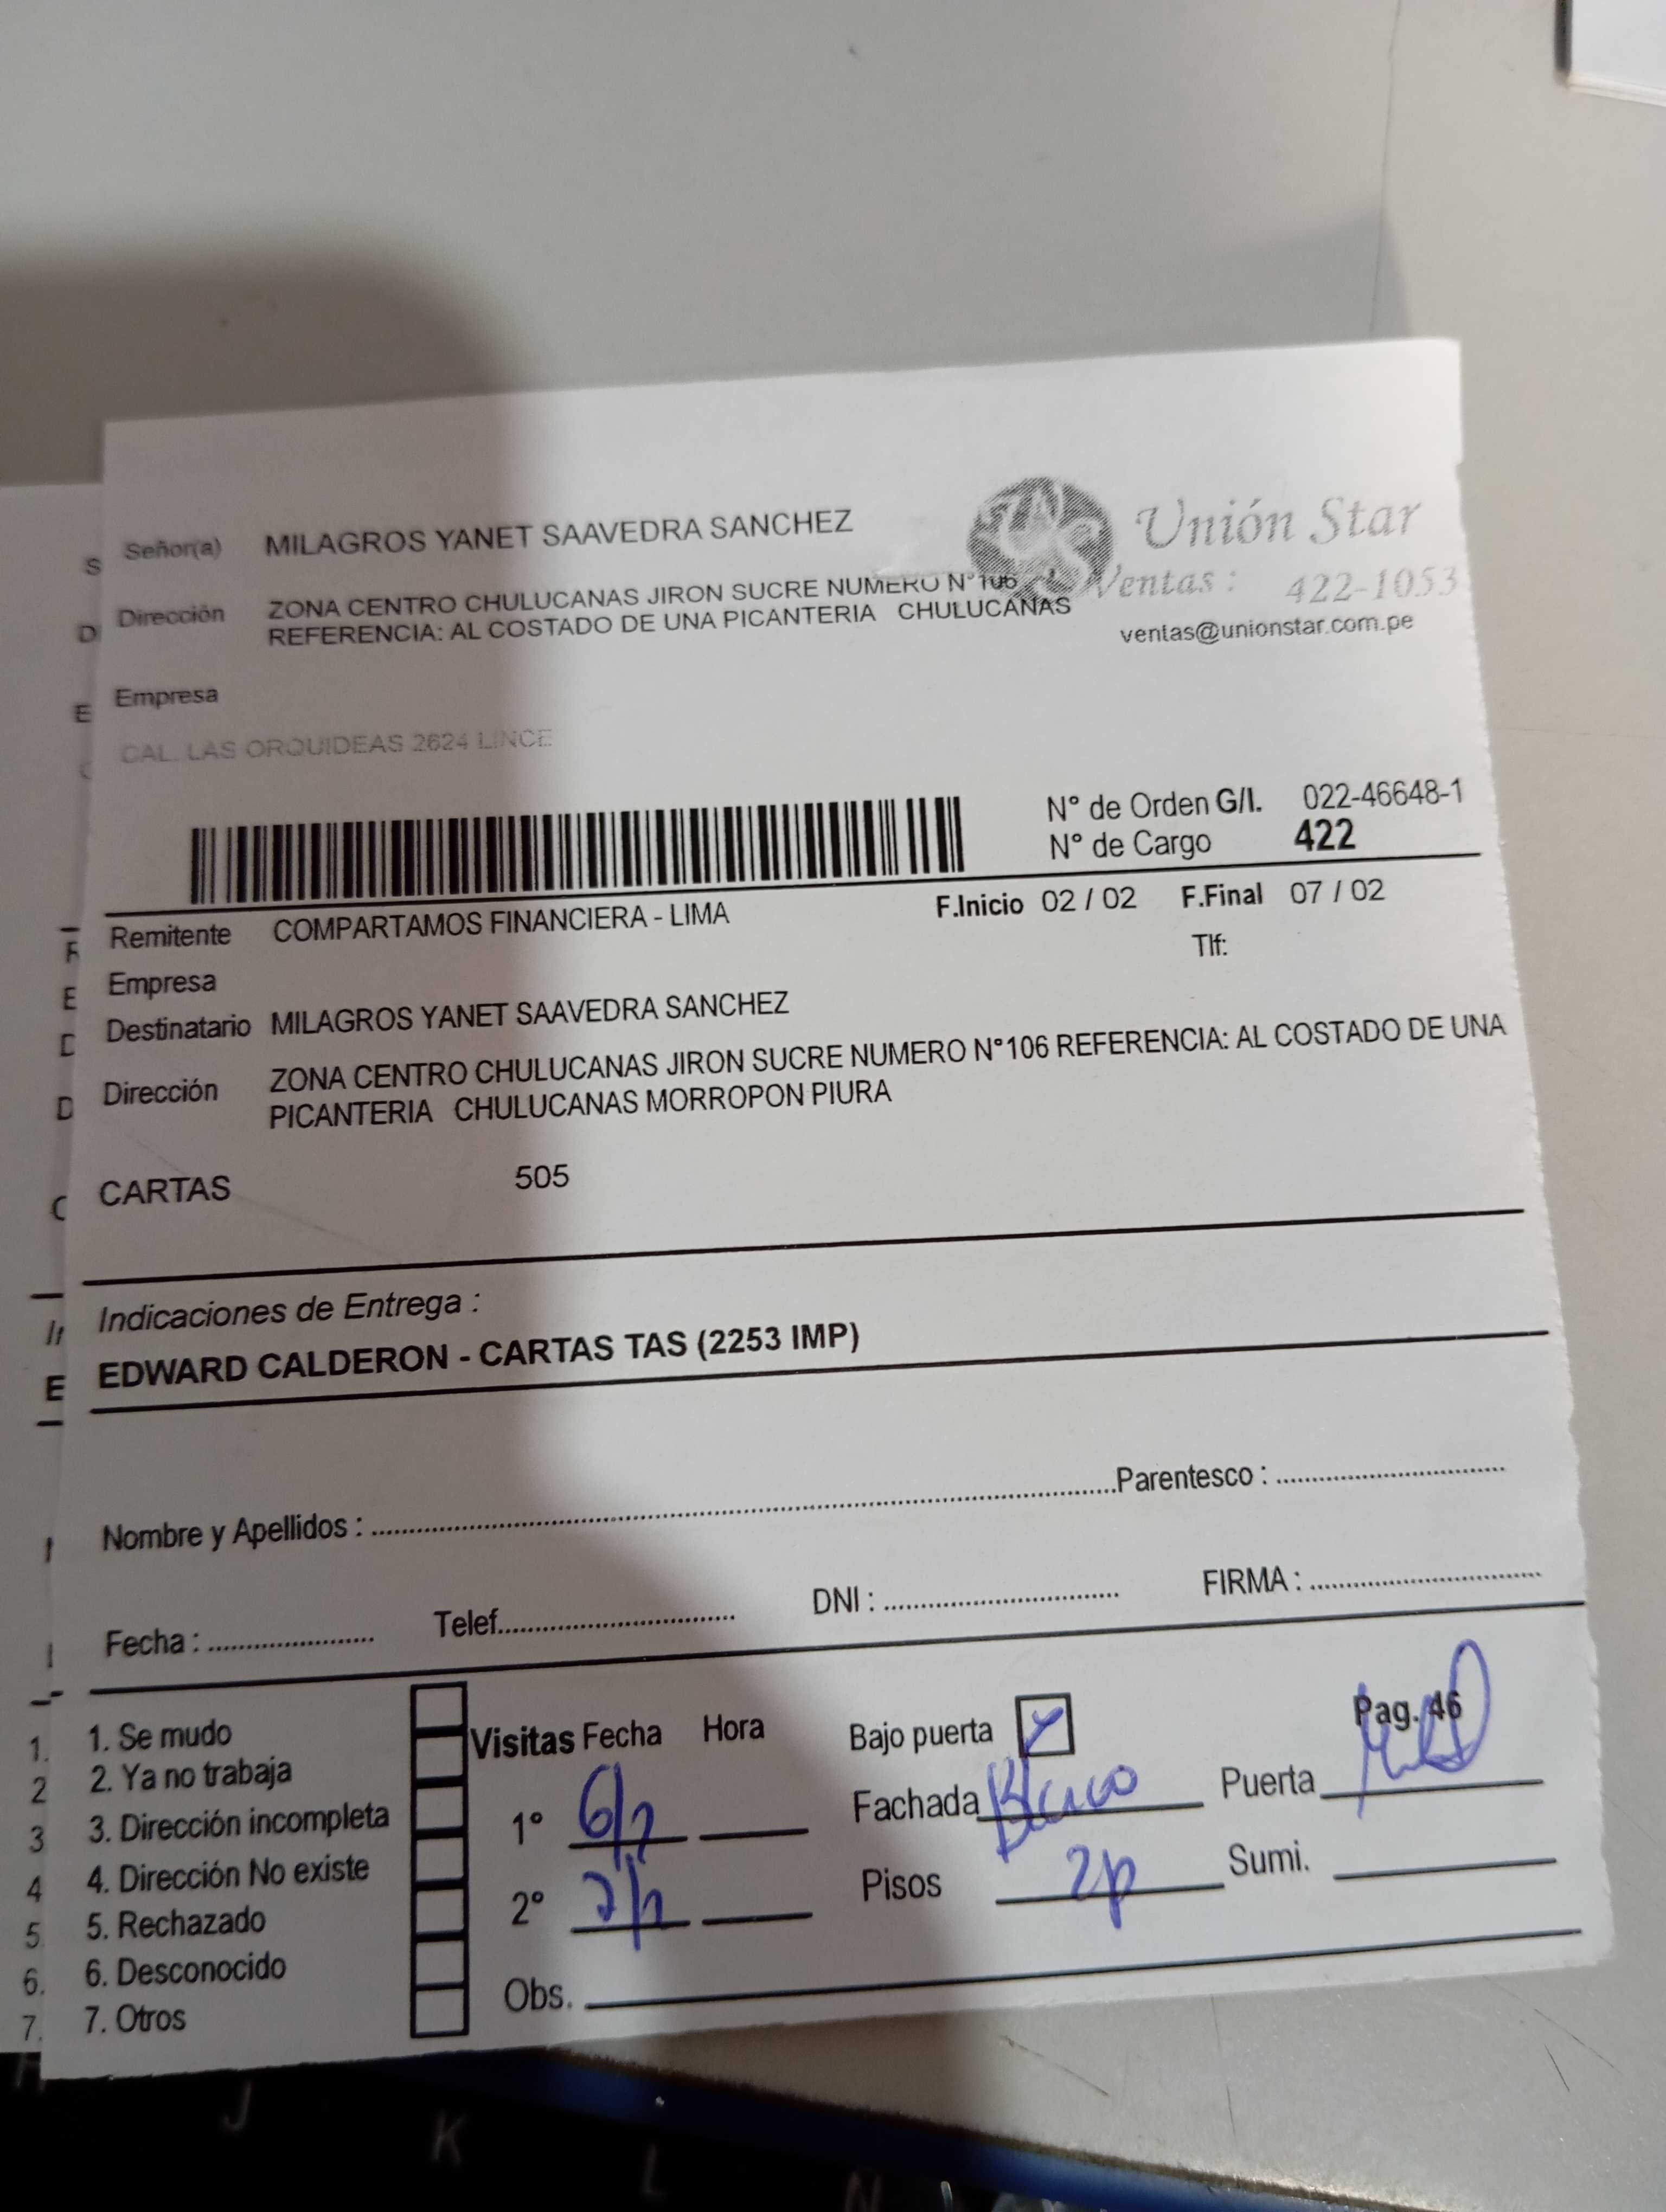 Señor(a) MILAGROS YANET SAAVEDRA SANCHEZ
Unión Star
Dirección ZONA CENTRO CHULUCANAS JIRON SUCRE NUMERO N°106
REFERENCIA: AL COSTADO DE UNA PICANTERIA CHULUCANAS
Ventas : 422-1053
ventas@unionstar.com.pe
Empresa
CAL. LAS ORQUIDEAS 2624 LINCE
N° de Orden G/I. 022-46648-1
N° de Cargo 422
Remitente COMPARTAMOS FINANCIERA - LIMA F.Inicio 02 / 02 F.Final 07 / 02
Empresa Tlf:
Destinatario MILAGROS YANET SAAVEDRA SANCHEZ
Dirección ZONA CENTRO CHULUCANAS JIRON SUCRE NUMERO N°106 REFERENCIA: AL COSTADO DE UNA
PICANTERIA CHULUCANAS MORROPON PIURA
CARTAS 505
Indicaciones de Entrega :
EDWARD CALDERON - CARTAS TAS (2253 IMP)
Nombre y Apellidos : Parentesco :
Fecha : Telef. DNI : FIRMA :
Pag. 46
1. Se mudo
2. Ya no trabaja
3. Dirección incompleta
4. Dirección No existe
5. Rechazado
6. Desconocido
7. Otros
Visitas Fecha Hora
1° 6/2
2° 7/2
Obs.
Bajo puerta
Fachada Blanco Puerta
Pisos 2p Sumi.
J
K
L
N